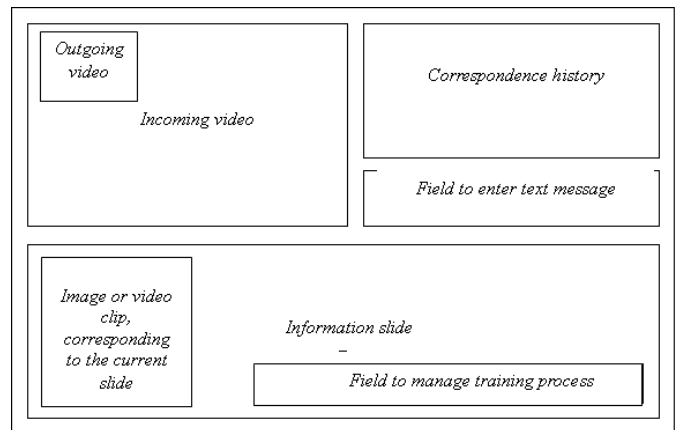 Outgoing
video
Incoming video
Correspondence history
Field to enter text message
Image or video
clip,
corresponding
to the current
slide
Information slide
Field to manage training process